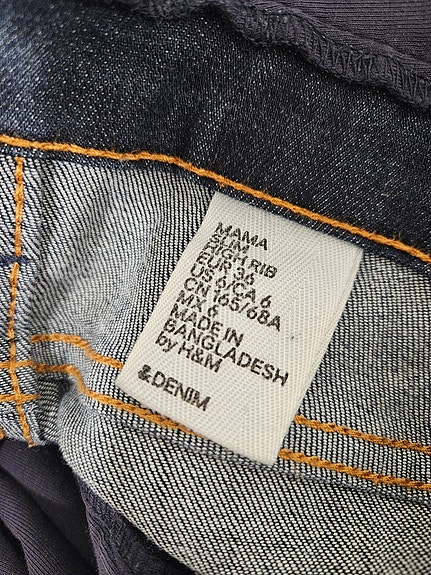 MAMA
SLIM
HIGH RIB
EUR 36
US 6/CA 6
CN 165/68A
MX 6
MADE IN
BANGLADESH
by H&M
&DENIM